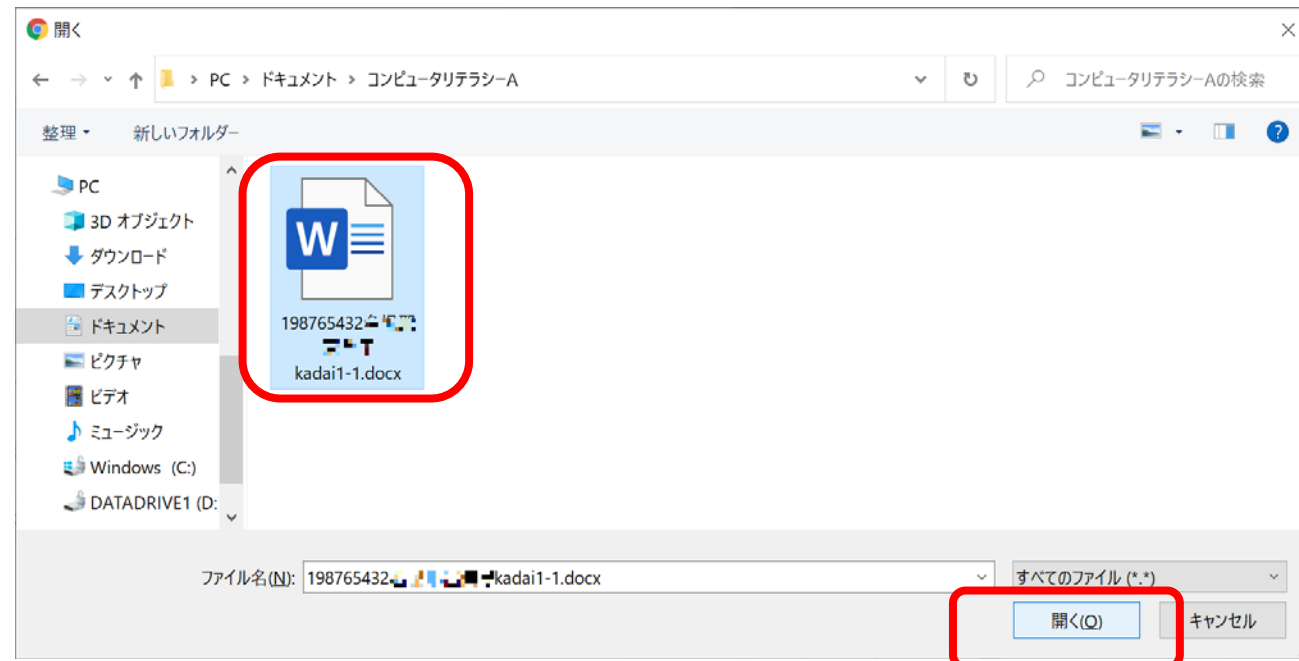 開く
PC > ドキュメント > コンピュータリテラシーA
コンピュータリテラシーAの検索
整理
新しいフォルダー
PC
3D オブジェクト
ダウンロード
デスクトップ
ドキュメント
ピクチャ
ビデオ
ミュージック
Windows (C:)
DATADRIVE1 (D:
W
198765432
kadai1-1.docx
ファイル名(N): 198765432 kadai1-1.docx
すべてのファイル (*.*)
開く(O)
キャンセル